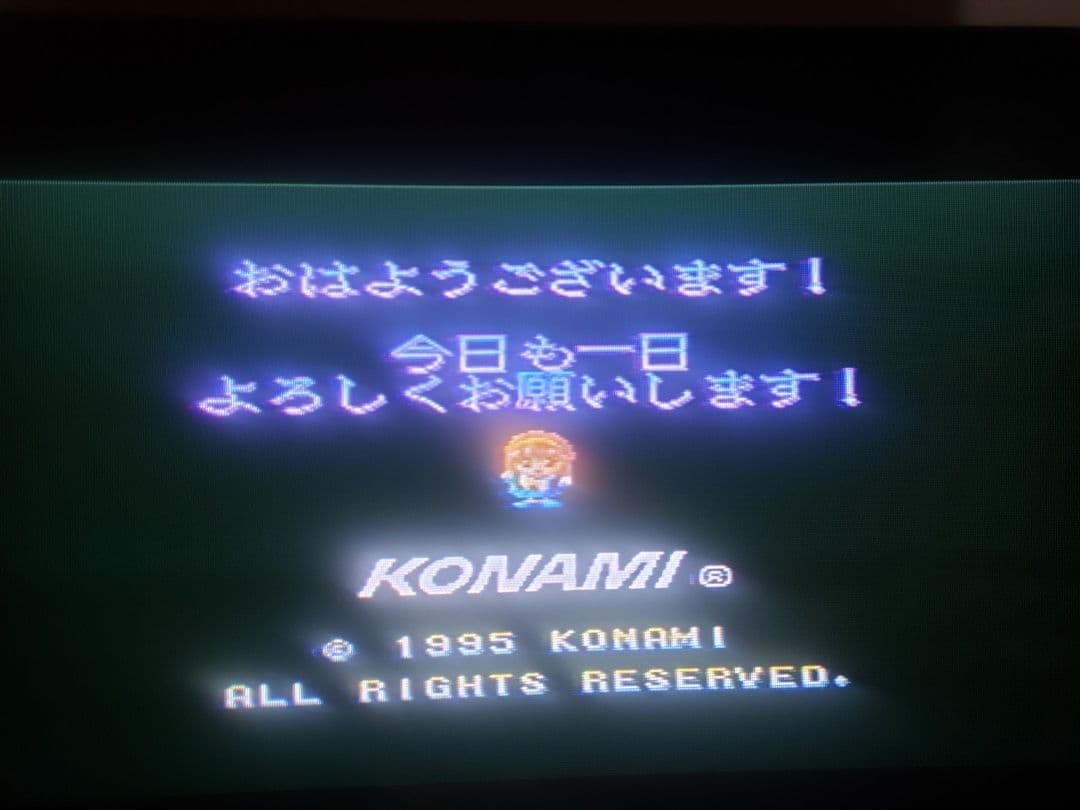 おはようございます！
今日も一日
よろしくお願いします！
KONAMI®
© 1995 KONAMI
ALL RIGHTS RESERVED.